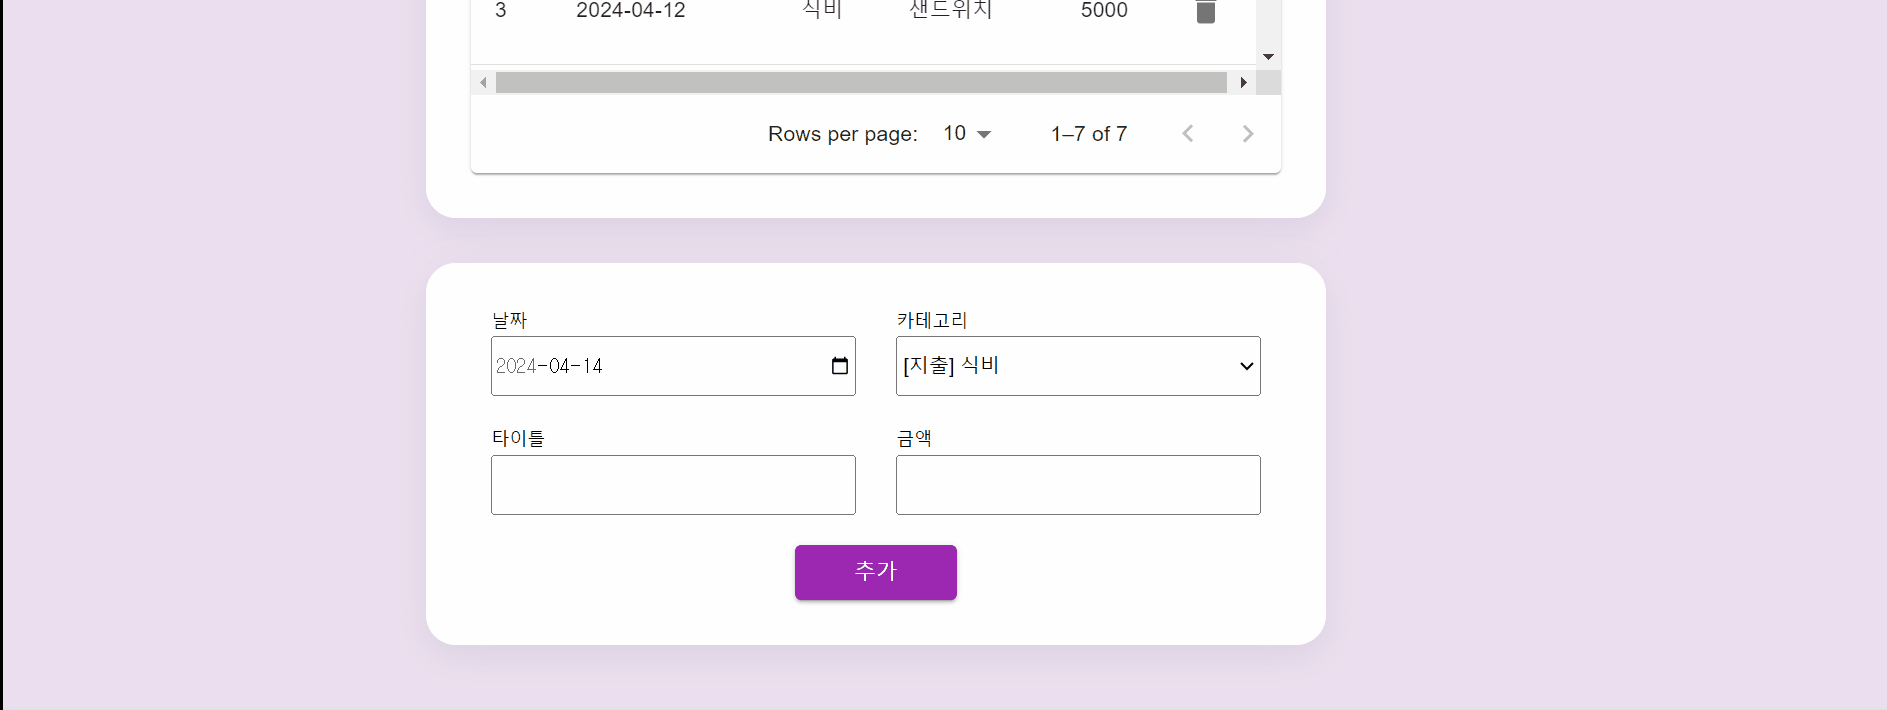 3 2024-04-12 식비 샌드위치 5000
Rows per page: 10 1–7 of 7
날짜 카테고리
2024-04-14 [지출] 식비
타이틀 금액
추가